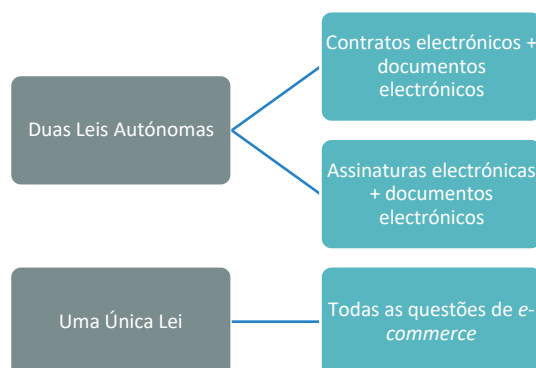 Contratos electrónicos +
documentos
electrónicos
Duas Leis Autónomas
Assinaturas electrónicas
+ documentos
electrónicos
Uma Única Lei
Todas as questões de e-
commerce